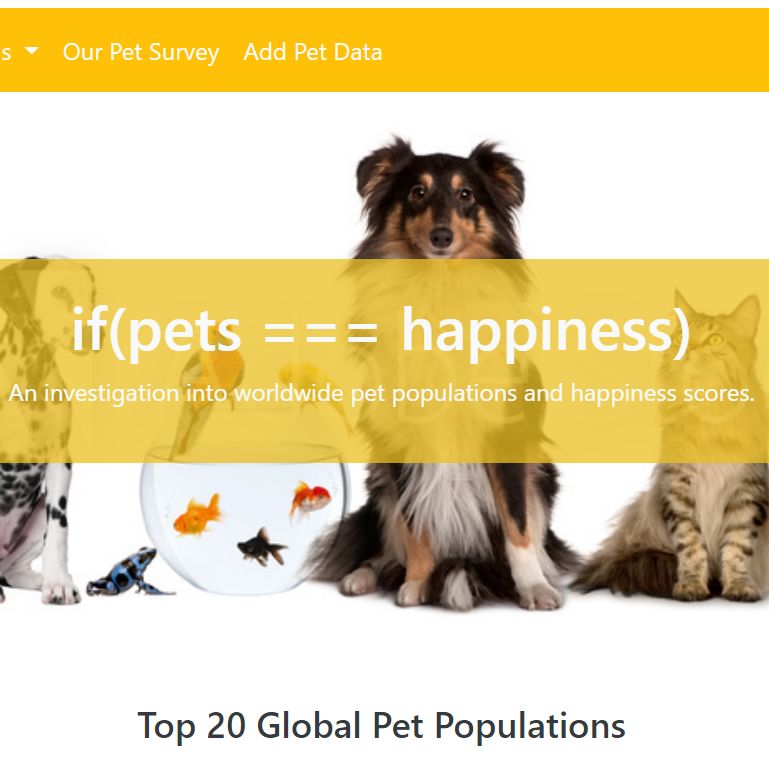 s Our Pet Survey Add Pet Data
if(pets === happiness)
An investigation into worldwide pet populations and happiness scores.
Top 20 Global Pet Populations